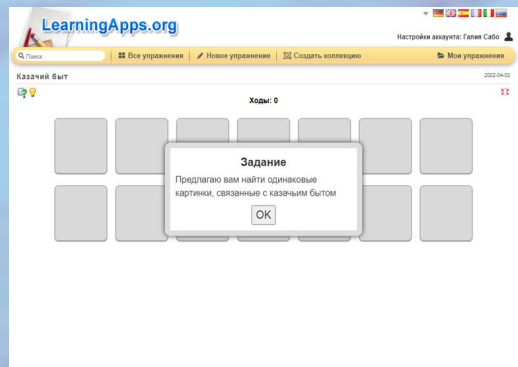 LearningApps.org
Настройки аккаунта: Галия Сабо
Поиск
Все упражнения
Новое упражнение
Создать коллекцию
Мои упражнения
Казачий быт
2022-04-02
Ходы: 0
Задание
Предлагаю вам найти одинаковые
картинки, связанные с казачьим бытом
OK